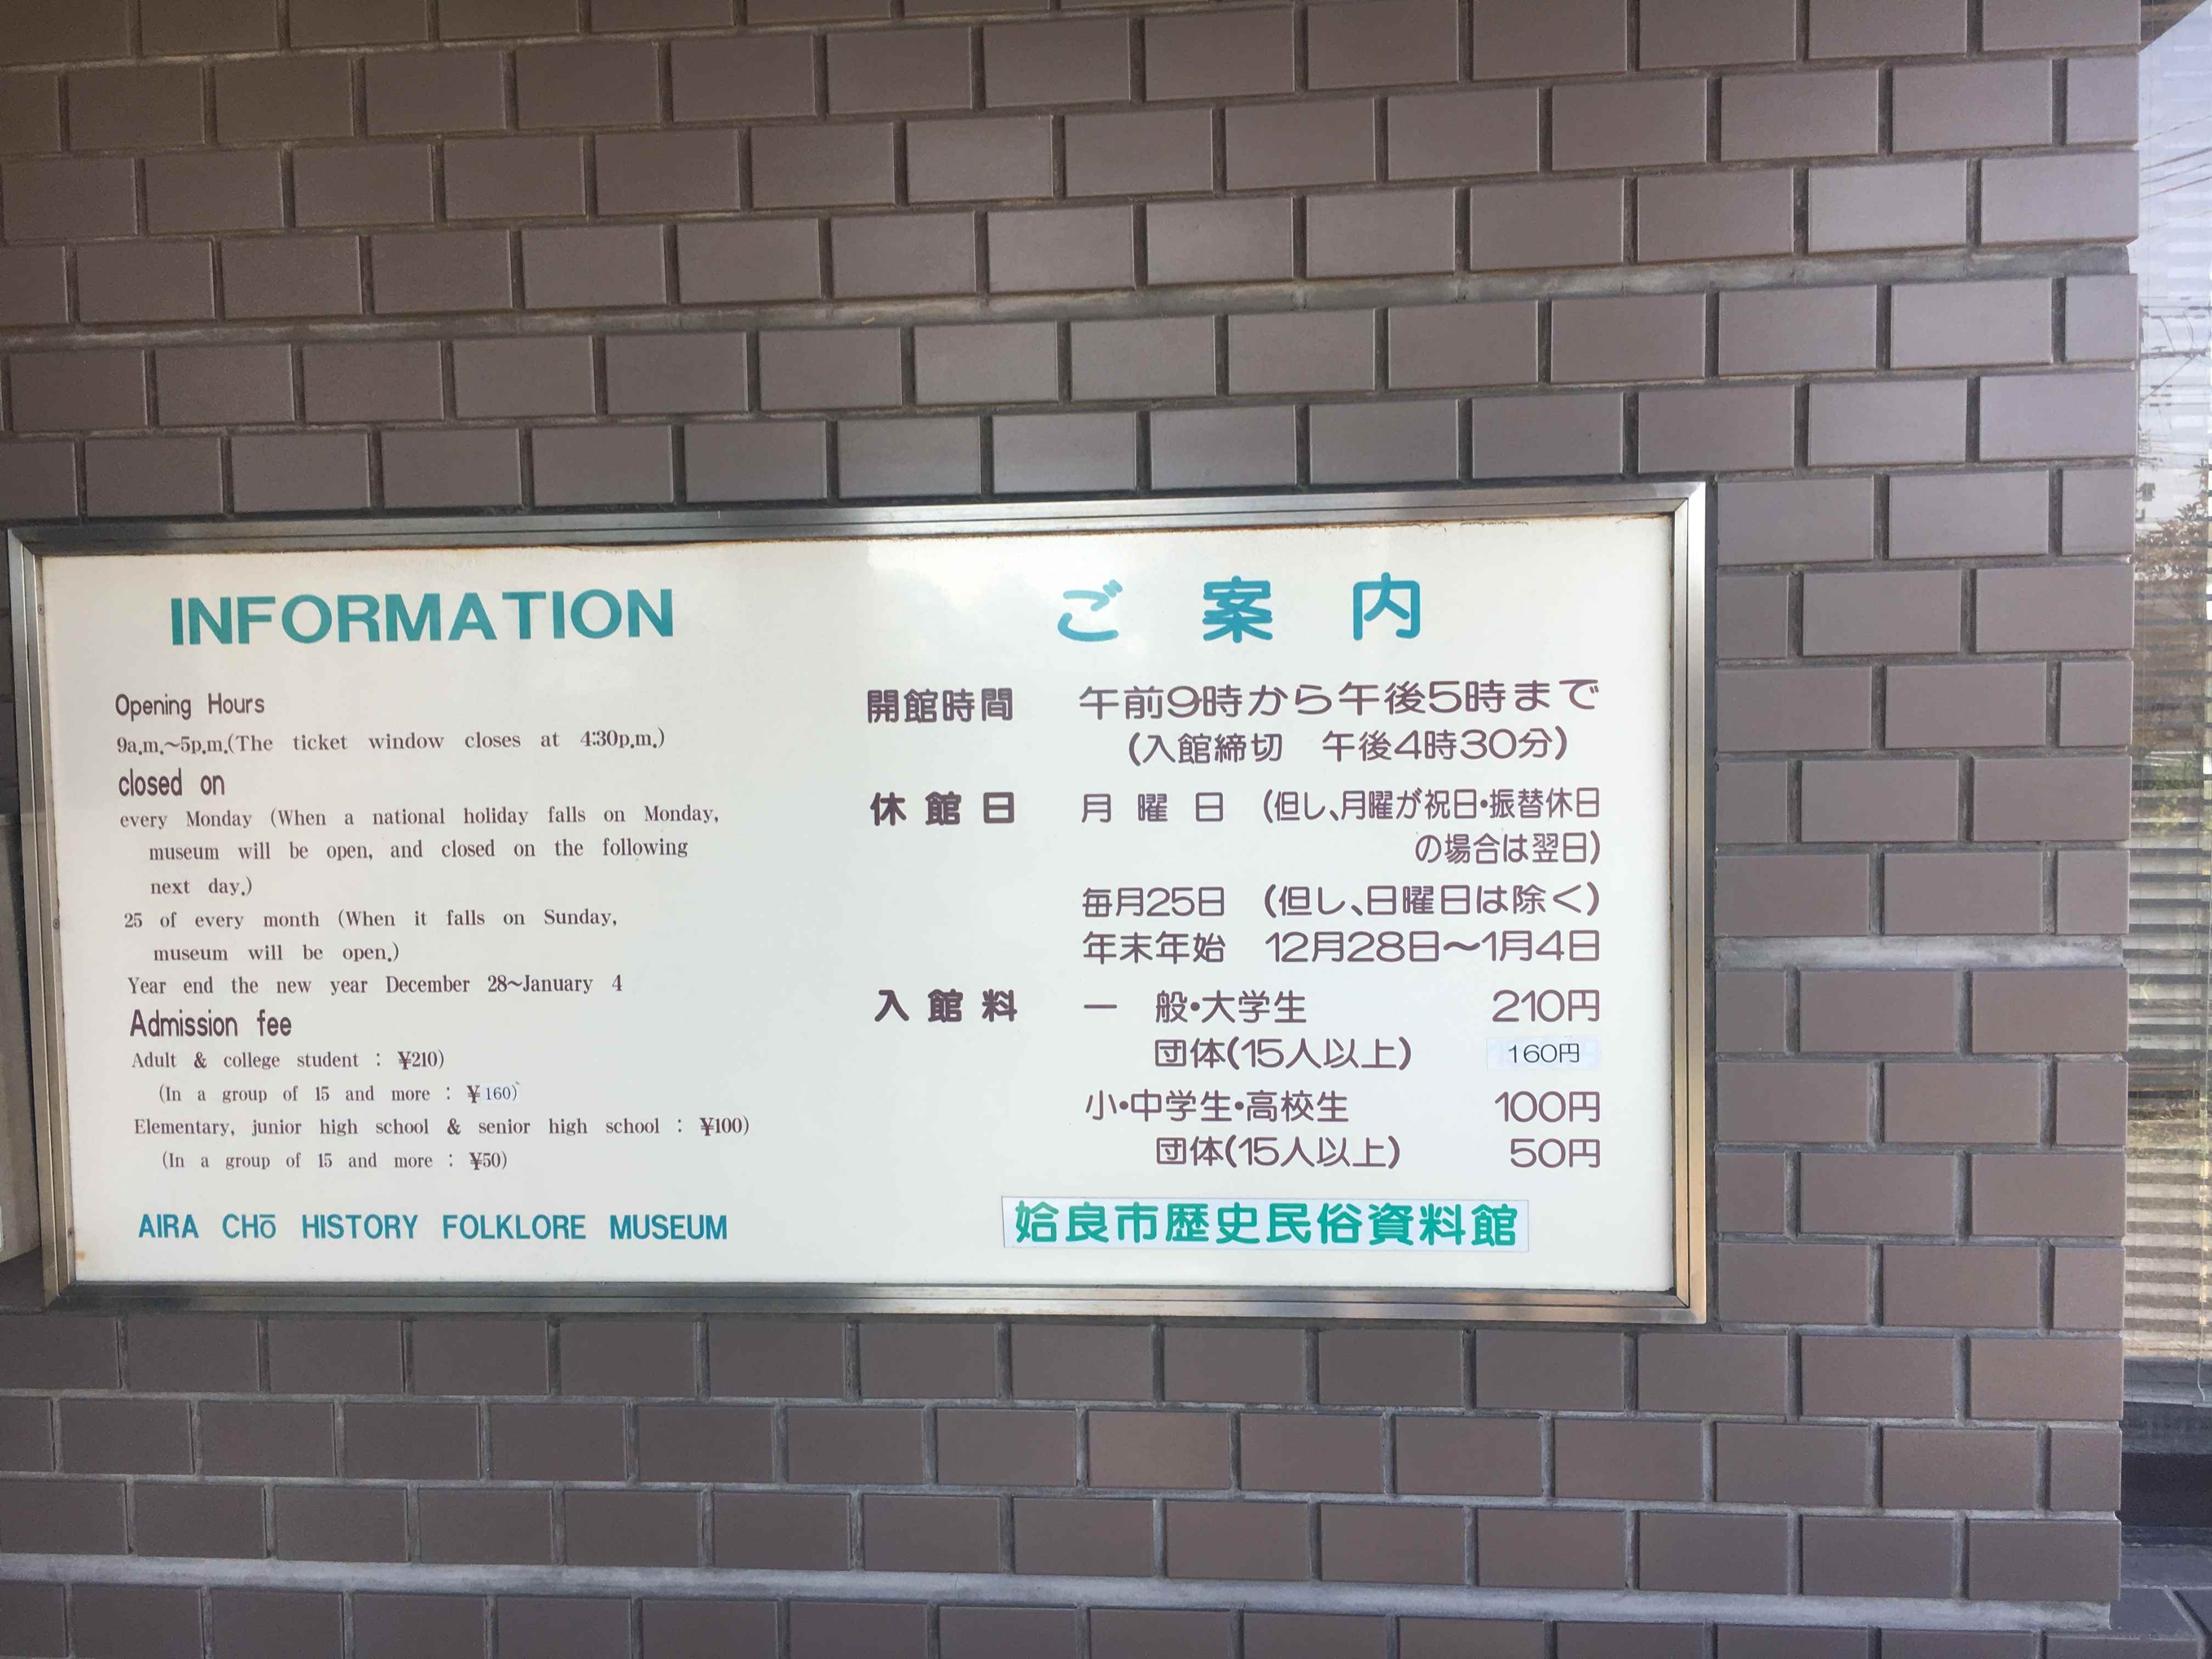 INFORMATION
Opening Hours
9a.m.~5p.m.(The ticket window closes at 4:30p.m.)
closed on
every Monday (When a national holiday falls on Monday,
museum will be open, and closed on the following
next day.)
25 of every month (When it falls on Sunday,
museum will be open.)
Year end the new year December 28~January 4
Admission fee
Adult & college student : ¥210)
(In a group of 15 and more : ¥160)
Elementary, junior high school & senior high school : ¥100)
(In a group of 15 and more : ¥50)
AIRA CHō HISTORY FOLKLORE MUSEUM
ご案内
開館時間 午前9時から午後5時まで
(入館締切 午後4時30分)
休館日 月曜日 (但し、月曜が祝日・振替休日
の場合は翌日)
毎月25日 (但し、日曜日は除く)
年末年始 12月28日～1月4日
入館料 一般・大学生 210円
団体(15人以上) 160円
小・中学生・高校生 100円
団体(15人以上) 50円
姶良市歴史民俗資料館